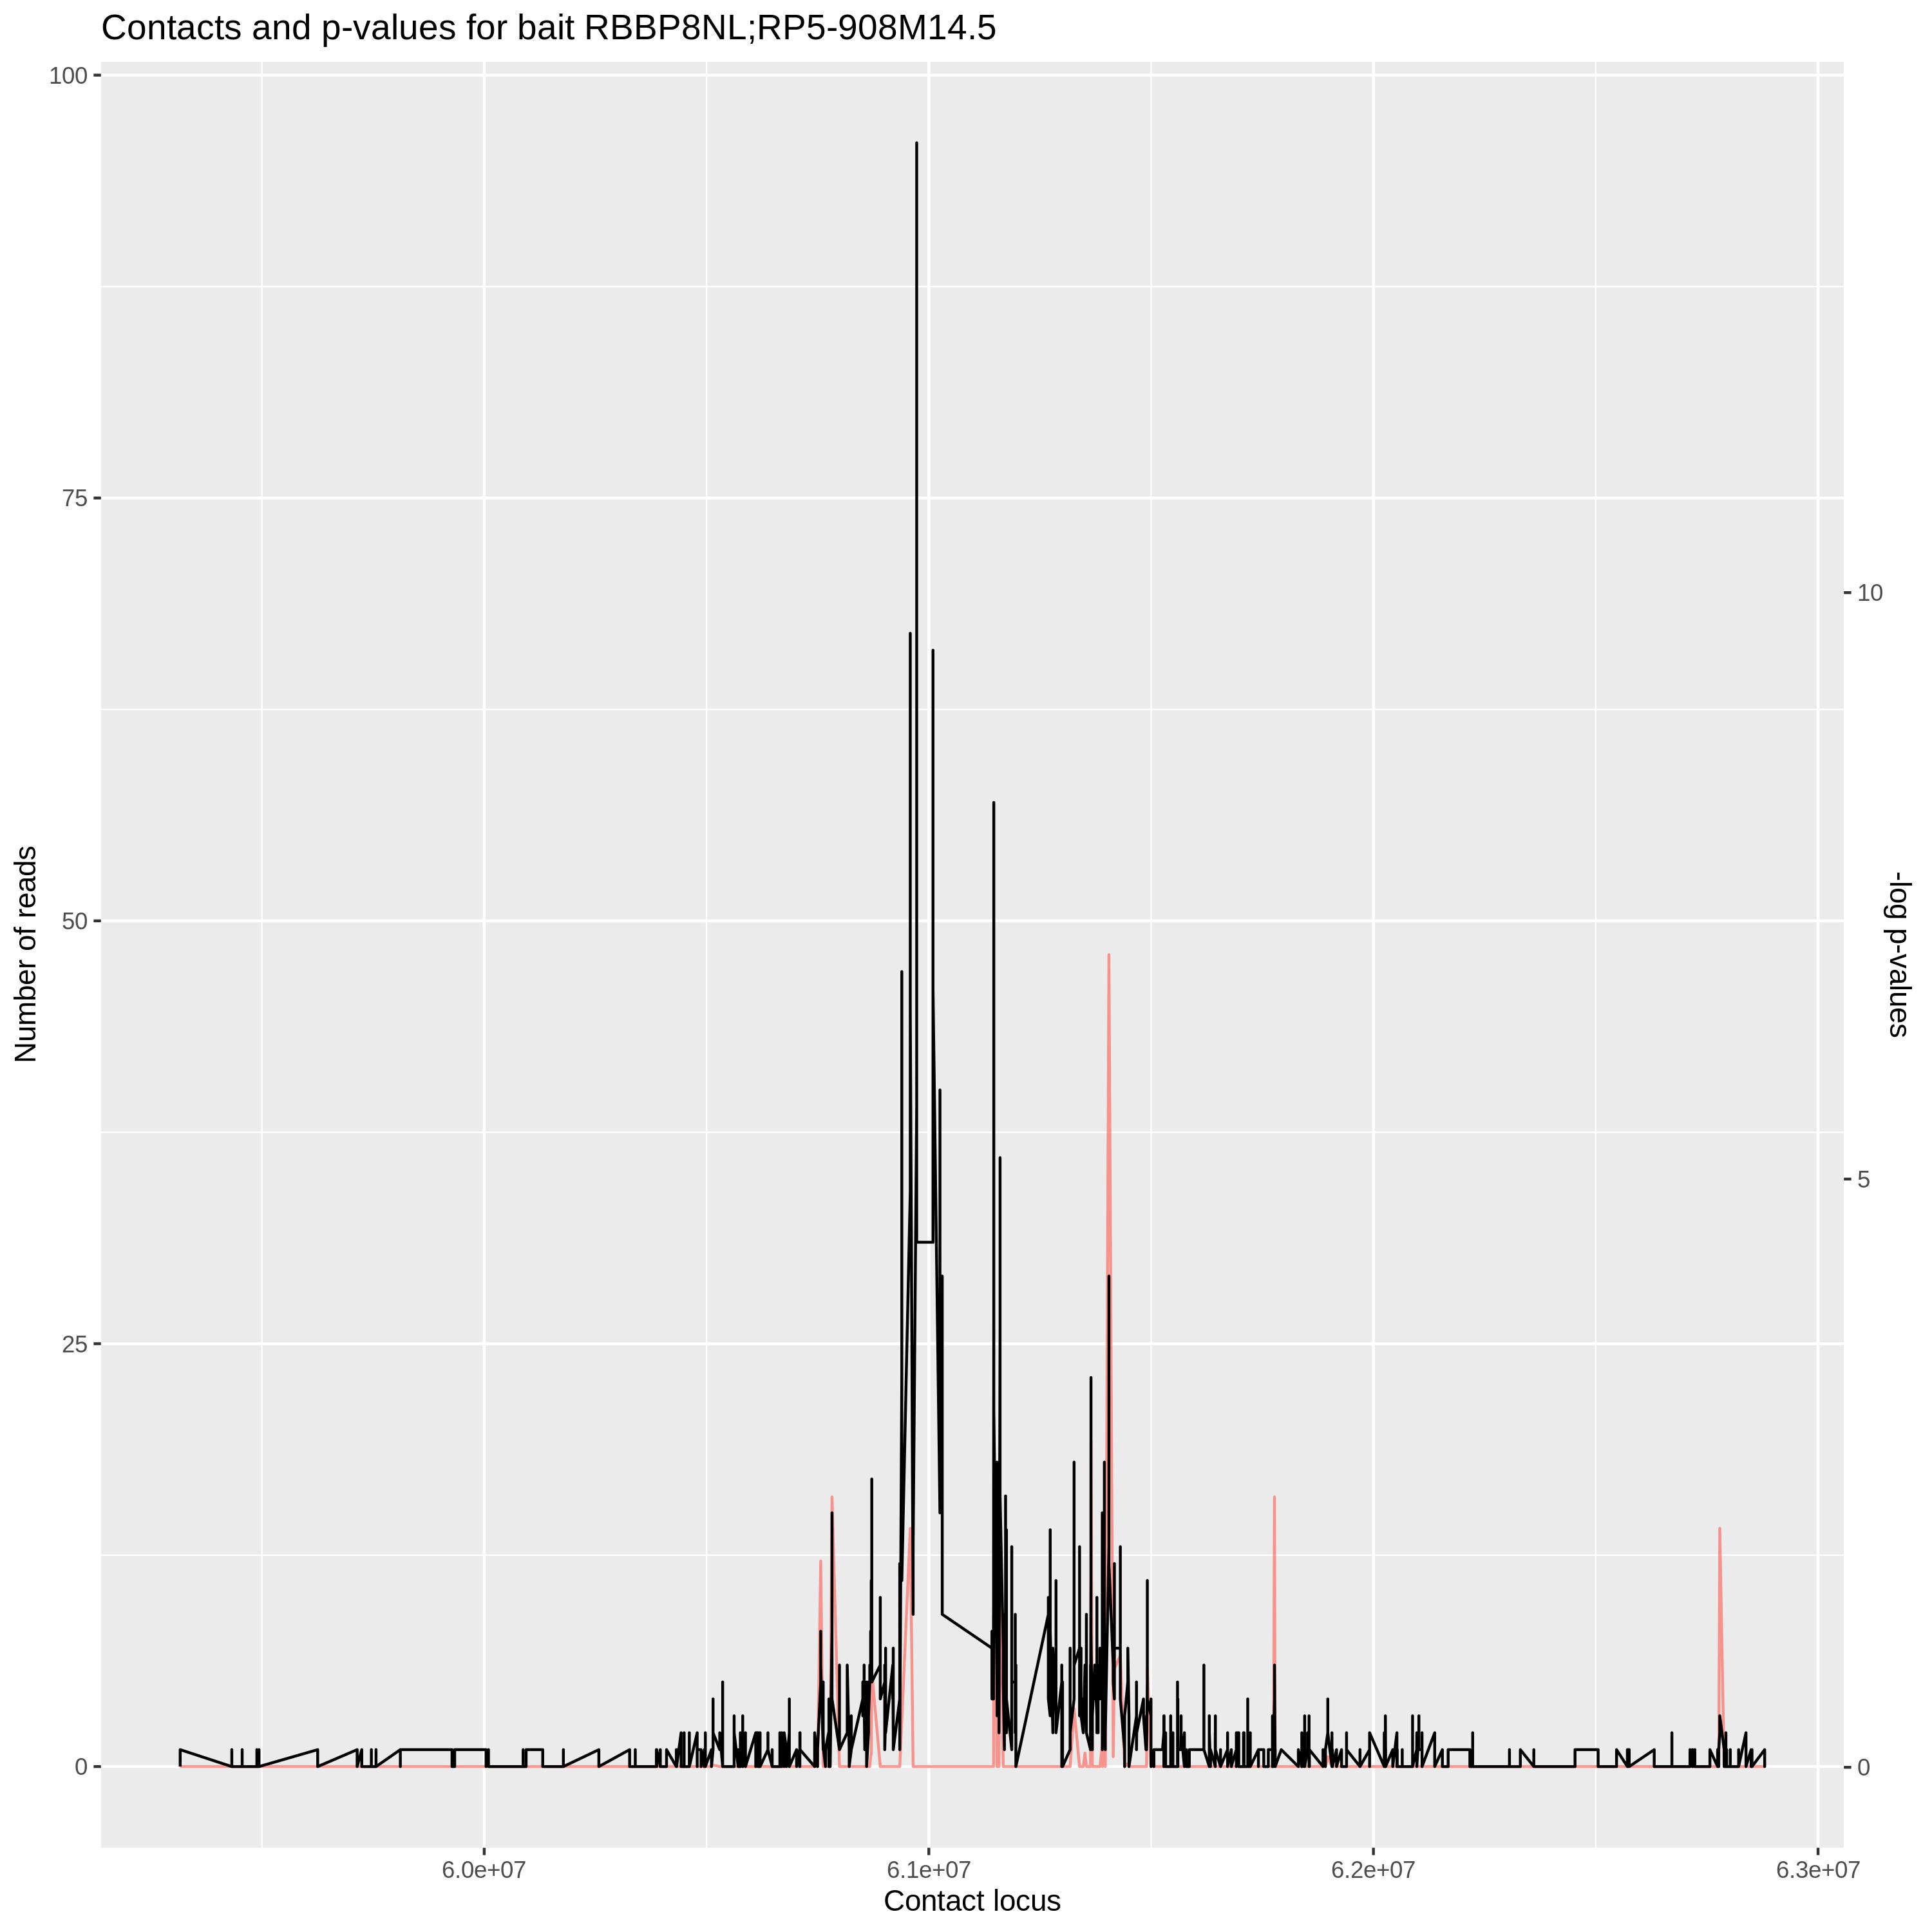 Contacts and p-values for bait RBBP8NL;RP5-908M14.5
100
75
50
25
0
Number of reads
10
5
0
-log p-values
6.0e+07
6.1e+07
6.2e+07
6.3e+07
Contact locus